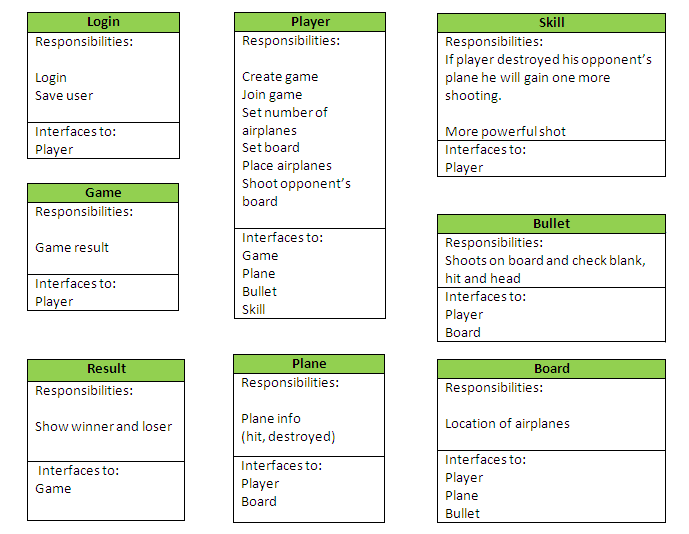 Login
Responsibilities:
Login
Save user
Interfaces to:
Player
Game
Responsibilities:
Game result
Interfaces to:
Player
Result
Responsibilities:
Show winner and loser
Interfaces to:
Game
Player
Responsibilities:
Create game
Join game
Set number of
airplanes
Set board
Place airplanes
Shoot opponent's
board
Interfaces to:
Game
Plane
Bullet
Skill
Plane
Responsibilities:
Plane info
(hit, destroyed)
Interfaces to:
Player
Board
Skill
Responsibilities:
If player destroyed his opponent's
plane he will gain one more
shooting.
More powerful shot
Interfaces to:
Player
Bullet
Responsibilities:
Shoots on board and check blank,
hit and head
Interfaces to:
Player
Board
Board
Responsibilities:
Location of airplanes
Interfaces to:
Player
Plane
Bullet